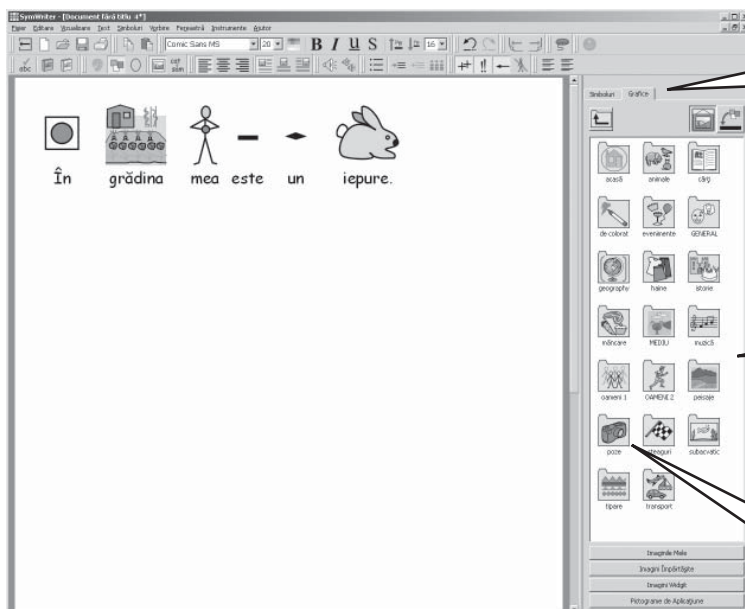 SymWriter - [Document fără titlu :4*]
Fişier Editare Vizualizare Text Simboluri Vorbire Fereastră Instrumente Ajutor
Comic Sans MS 20 B I U S 16
abc
În grădina mea este un iepure.
Simboluri Grafice
acasă animale cărţi
de colorat evenimente GENERAL
geography haine istorie
mâncare MEDIU muzică
oameni 1 OAMENI 2 peisaje
poze steaguri subacvatic
tipare transport
Imaginile Mele
Imagini Împărtăşite
Imagini Widgit
Pictograme de Aplicaţiune